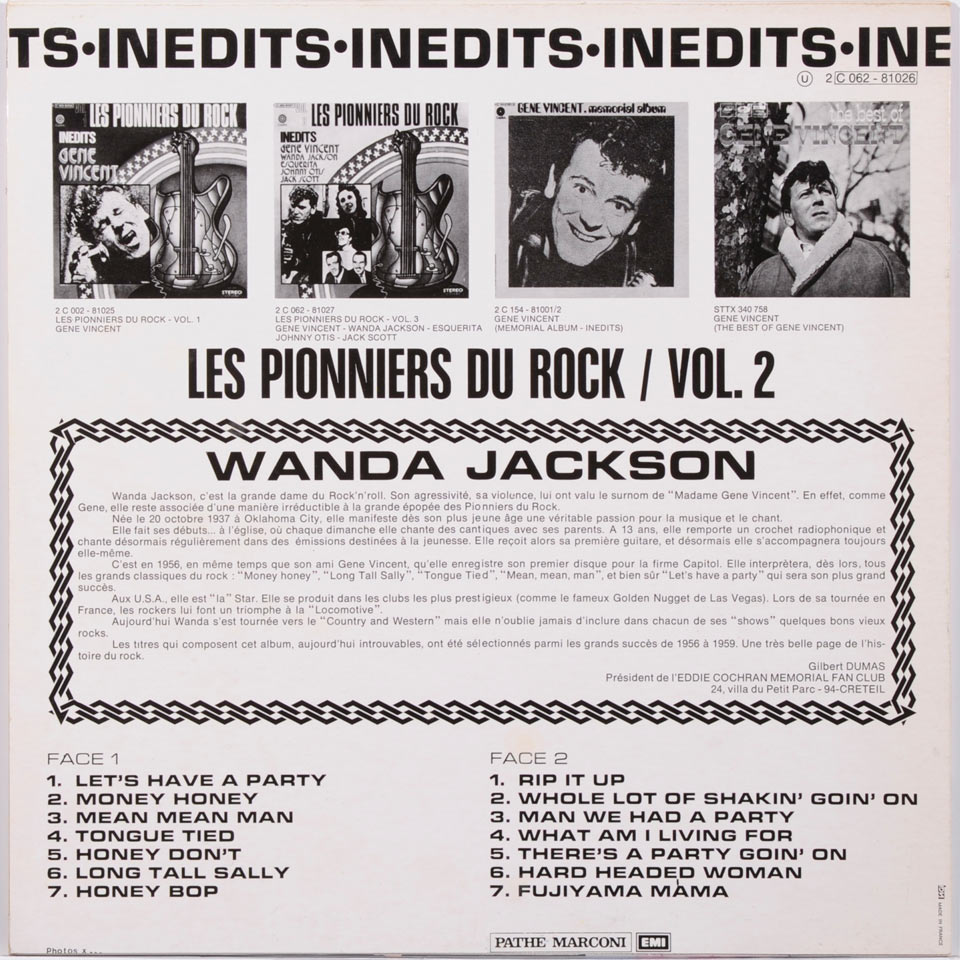 TS•INEDITS•INEDITS•INEDITS•INE
U 2 C 062 - 81026
LES PIONNIERS DU ROCK
INEDITS
GENE
VINCENT
STEREO
LES PIONNIERS DU ROCK
INEDITS
GENE VINCENT
WANDA JACKSON
ESQUERITA
JOHNNY OTIS
JACK SCOTT
STEREO
GENE VINCENT. memorial album
the best of
GENE VINCENT
2 C 002 - 81025
LES PIONNIERS DU ROCK - VOL. 1
GENE VINCENT
2 C 062 - 81027
LES PIONNIERS DU ROCK - VOL. 3
GENE VINCENT - WANDA JACKSON - ESQUERITA
JOHNNY OTIS - JACK SCOTT
2 C 154 - 81001/2
GENE VINCENT
(MEMORIAL ALBUM - INEDITS)
STTX 340 758
GENE VINCENT
(THE BEST OF GENE VINCENT)
LES PIONNIERS DU ROCK / VOL. 2
WANDA JACKSON
Wanda Jackson, c'est la grande dame du Rock'n'roll. Son agressivité, sa violence, lui ont valu le surnom de "Madame Gene Vincent". En effet, comme
Gene, elle reste associée d'une manière irréductible à la grande épopée des Pionniers du Rock.
Née le 20 octobre 1937 à Oklahoma City, elle manifeste dès son plus jeune âge une véritable passion pour la musique et le chant.
Elle fait ses débuts... à l'église, où chaque dimanche elle chante des cantiques avec ses parents. A 13 ans, elle remporte un crochet radiophonique et
chante désormais régulièrement dans des émissions destinées à la jeunesse. Elle reçoit alors sa première guitare, et désormais elle s'accompagnera toujours
elle-même.
C'est en 1956, en même temps que son ami Gene Vincent, qu'elle enregistre son premier disque pour la firme Capitol. Elle interprètera, dès lors, tous
les grands classiques du rock : "Money honey", "Long Tall Sally", "Tongue Tied", "Mean, mean, man", et bien sûr "Let's have a party" qui sera son plus grand
succès.
Aux U.S.A., elle est "la" Star. Elle se produit dans les clubs les plus prestigieux (comme le fameux Golden Nugget de Las Vegas). Lors de sa tournée en
France, les rockers lui font un triomphe à la "Locomotive".
Aujourd'hui Wanda s'est tournée vers le "Country and Western" mais elle n'oublie jamais d'inclure dans chacun de ses "shows" quelques bons vieux
rocks.
Les titres qui composent cet album, aujourd'hui introuvables, ont été sélectionnés parmi les grands succès de 1956 à 1959. Une très belle page de l'his-
toire du rock.
Gilbert DUMAS
Président de l'EDDIE COCHRAN MEMORIAL FAN CLUB
24, villa du Petit Parc - 94-CRETEIL
FACE 1
1. LET'S HAVE A PARTY
2. MONEY HONEY
3. MEAN MEAN MAN
4. TONGUE TIED
5. HONEY DON'T
6. LONG TALL SALLY
7. HONEY BOP
FACE 2
1. RIP IT UP
2. WHOLE LOT OF SHAKIN' GOIN' ON
3. MAN WE HAD A PARTY
4. WHAT AM I LIVING FOR
5. THERE'S A PARTY GOIN' ON
6. HARD HEADED WOMAN
7. FUJIYAMA MAMA
MADE IN FRANCE
Photos X
PATHE MARCONI EMI